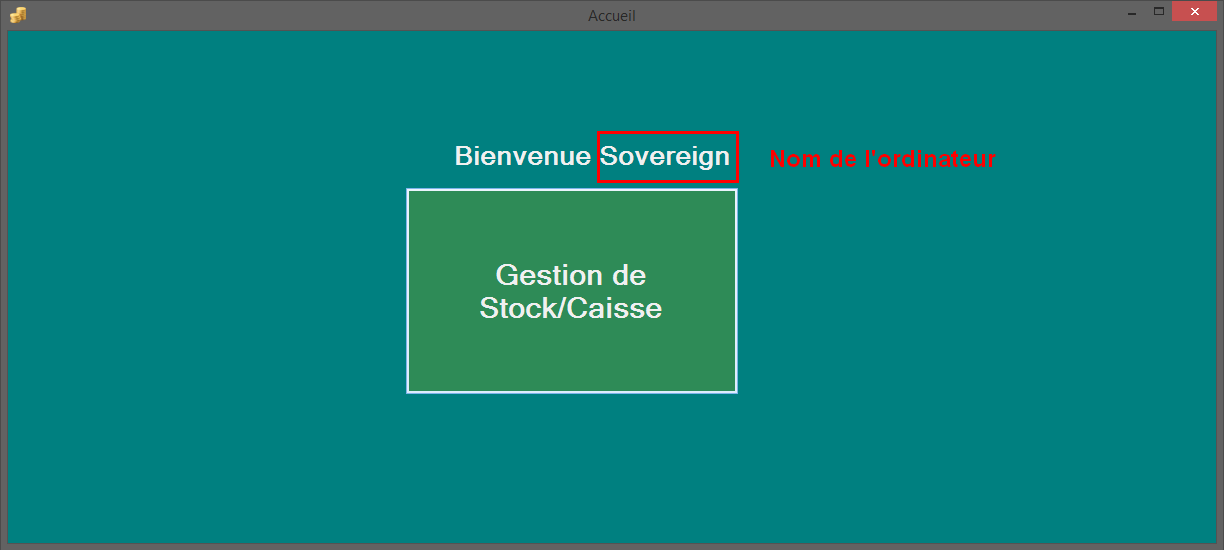 Accueil
Bienvenue Sovereign
Nom de l'ordinateur
Gestion de
Stock/Caisse